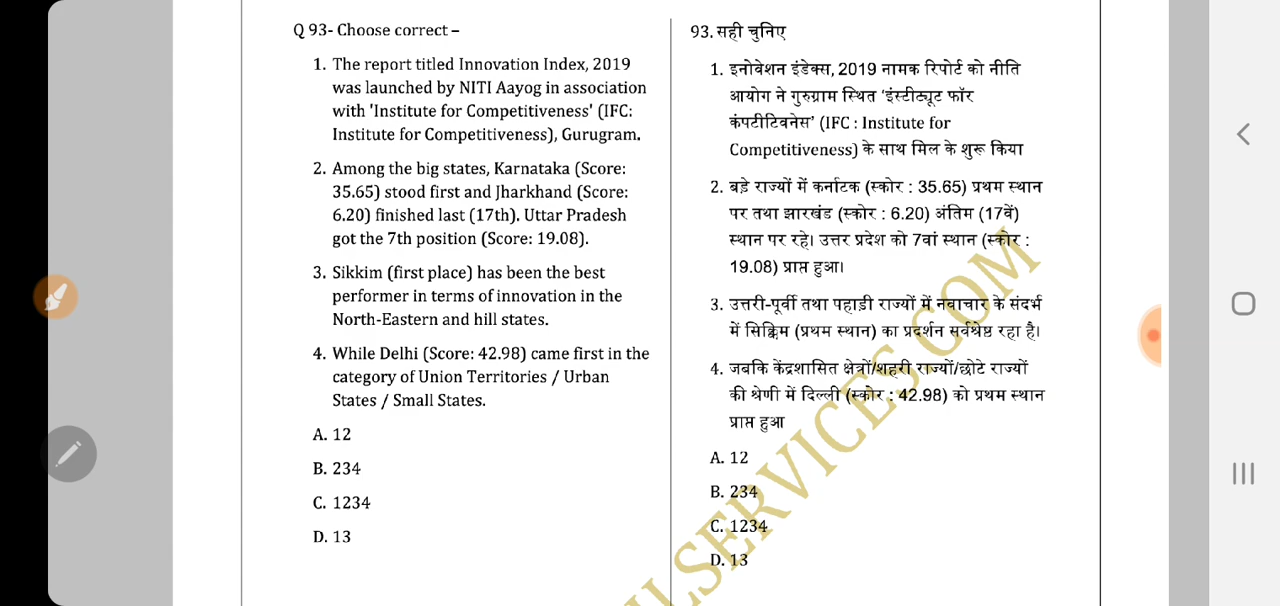 Q 93- Choose correct –
1. The report titled Innovation Index, 2019
was launched by NITI Aayog in association
with 'Institute for Competitiveness' (IFC:
Institute for Competitiveness), Gurugram.
2. Among the big states, Karnataka (Score:
35.65) stood first and Jharkhand (Score:
6.20) finished last (17th). Uttar Pradesh
got the 7th position (Score: 19.08).
3. Sikkim (first place) has been the best
performer in terms of innovation in the
North-Eastern and hill states.
4. While Delhi (Score: 42.98) came first in the
category of Union Territories / Urban
States / Small States.
A. 12
B. 234
C. 1234
D. 13
93. सही चुनिए
1. इनोवेशन इंडेक्स, 2019 नामक रिपोर्ट को नीति
आयोग ने गुरुग्राम स्थित ‘इंस्टीट्यूट फॉर
कंपटीटिवनेस’ (IFC : Institute for
Competitiveness) के साथ मिल के शुरू किया
2. बड़े राज्यों में कर्नाटक (स्कोर : 35.65) प्रथम स्थान
पर तथा झारखंड (स्कोर : 6.20) अंतिम (17वें)
स्थान पर रहे। उत्तर प्रदेश को 7वां स्थान (स्कोर :
19.08) प्राप्त हुआ।
3. उत्तरी-पूर्वी तथा पहाड़ी राज्यों में नवाचार के संदर्भ
में सिक्किम (प्रथम स्थान) का प्रदर्शन सर्वश्रेष्ठ रहा है।
4. जबकि केंद्रशासित क्षेत्रों/शहरी राज्यों/छोटे राज्यों
की श्रेणी में दिल्ली (स्कोर : 42.98) को प्रथम स्थान
प्राप्त हुआ
A. 12
B. 234
C. 1234
D. 13
ILSERVICES.COM